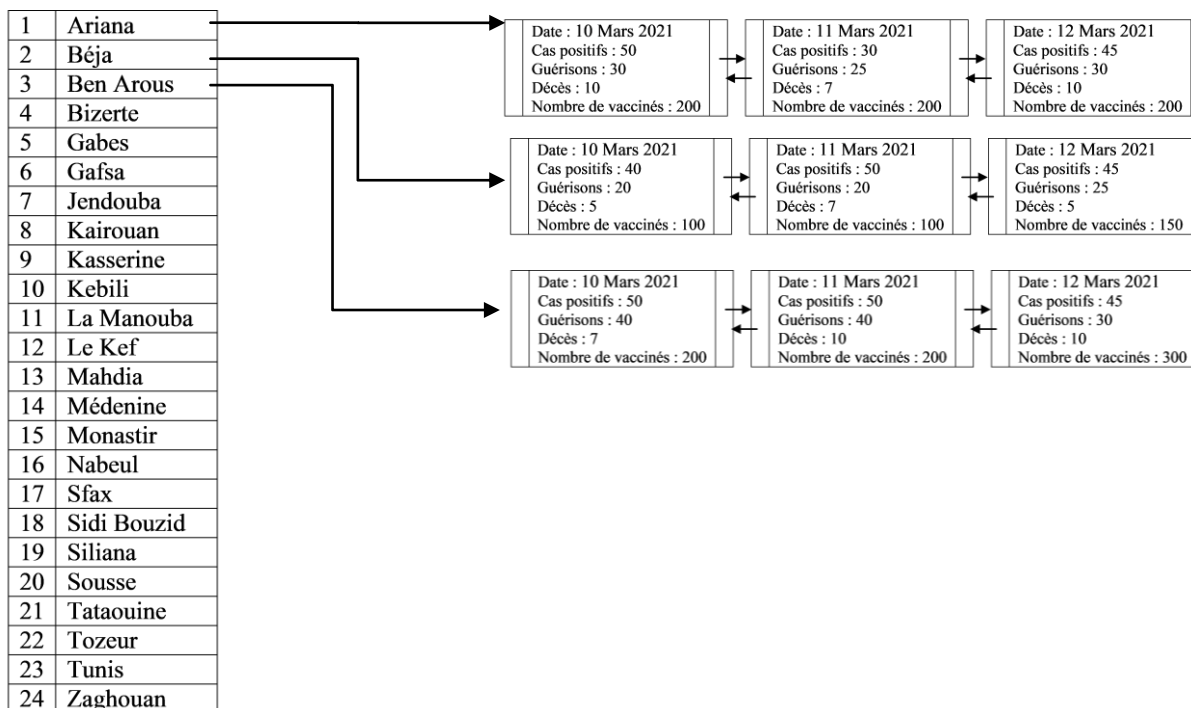 1 Ariana
2 Béja
3 Ben Arous
4 Bizerte
5 Gabes
6 Gafsa
7 Jendouba
8 Kairouan
9 Kasserine
10 Kebili
11 La Manouba
12 Le Kef
13 Mahdia
14 Médenine
15 Monastir
16 Nabeul
17 Sfax
18 Sidi Bouzid
19 Siliana
20 Sousse
21 Tataouine
22 Tozeur
23 Tunis
24 Zaghouan
Date : 10 Mars 2021
Cas positifs : 50
Guérisons : 30
Décès : 10
Nombre de vaccinés : 200
Date : 11 Mars 2021
Cas positifs : 30
Guérisons : 25
Décès : 7
Nombre de vaccinés : 200
Date : 12 Mars 2021
Cas positifs : 45
Guérisons : 30
Décès : 10
Nombre de vaccinés : 200
Date : 10 Mars 2021
Cas positifs : 40
Guérisons : 20
Décès : 5
Nombre de vaccinés : 100
Date : 11 Mars 2021
Cas positifs : 50
Guérisons : 20
Décès : 7
Nombre de vaccinés : 100
Date : 12 Mars 2021
Cas positifs : 45
Guérisons : 25
Décès : 5
Nombre de vaccinés : 150
Date : 10 Mars 2021
Cas positifs : 50
Guérisons : 40
Décès : 7
Nombre de vaccinés : 200
Date : 11 Mars 2021
Cas positifs : 50
Guérisons : 40
Décès : 10
Nombre de vaccinés : 200
Date : 12 Mars 2021
Cas positifs : 45
Guérisons : 30
Décès : 10
Nombre de vaccinés : 300